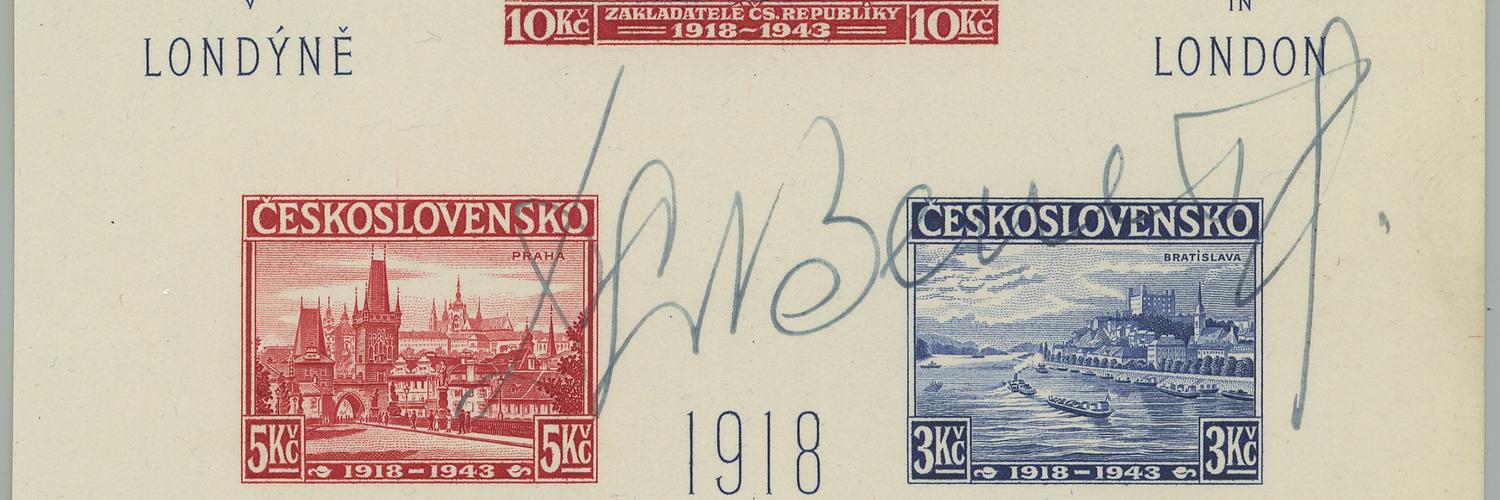 V
IN
10Kč ZAKLADATELÉ ČS. REPUBLIKY 10Kč
1918-1943
LONDÝNĚ
LONDON
ČESKOSLOVENSKO
PRAHA
5Kč 1918-1943 5Kč
ČESKOSLOVENSKO
BRATISLAVA
3Kč 1918-1943 3Kč
1918